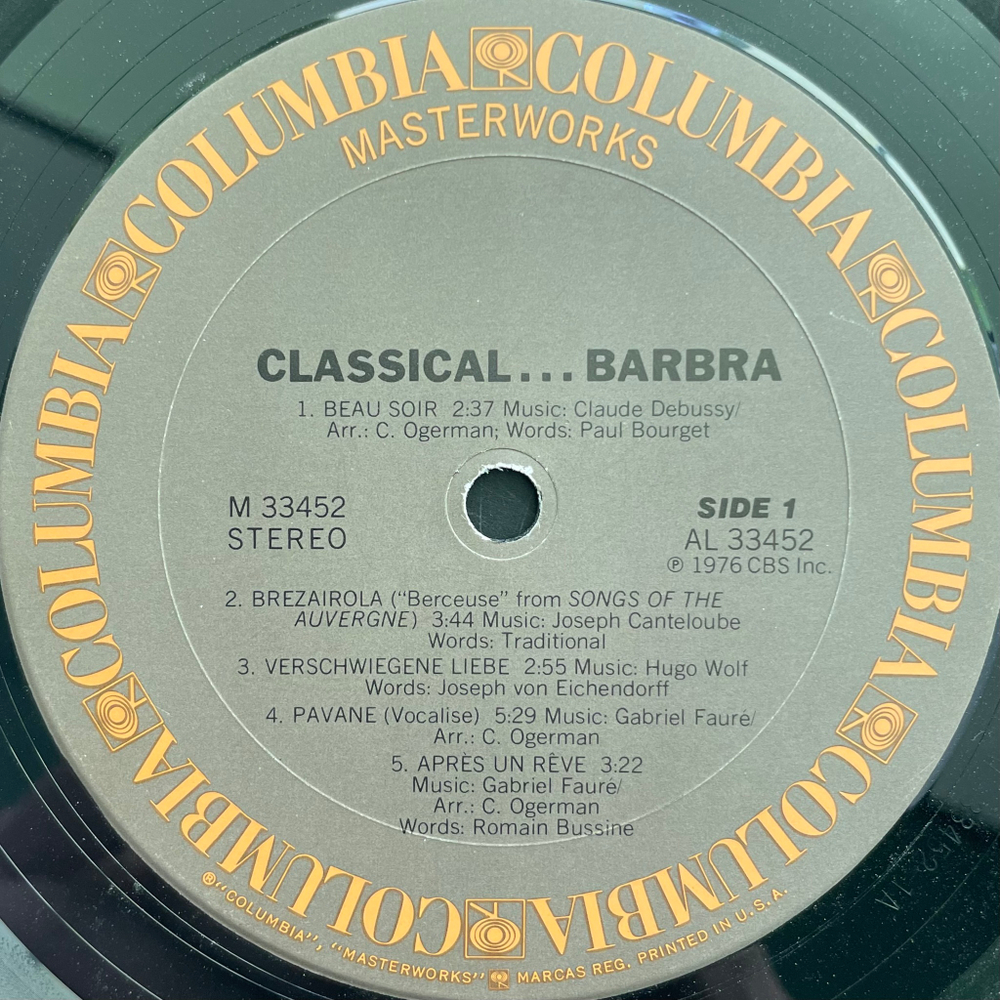 COLUMBIA COLUMBIA COLUMBIA COLUMBIA COLUMBIA COLUMBIA COLUMBIA COLUMBIA
MASTERWORKS
CLASSICAL... BARBRA
1. BEAU SOIR 2:37 Music: Claude Debussy/
Arr.: C. Ogerman; Words: Paul Bourget
M 33452
STEREO
SIDE 1
AL 33452
℗ 1976 CBS Inc.
2. BREZAIROLA ("Berceuse" from SONGS OF THE
AUVERGNE) 3:44 Music: Joseph Canteloube
Words: Traditional
3. VERSCHWIEGENE LIEBE 2:55 Music: Hugo Wolf
Words: Joseph von Eichendorff
4. PAVANE (Vocalise) 5:29 Music: Gabriel Fauré/
Arr.: C. Ogerman
5. APRÈS UN RÊVE 3:22
Music: Gabriel Fauré/
Arr.: C. Ogerman
Words: Romain Bussine
®"COLUMBIA", "MASTERWORKS" MARCAS REG. PRINTED IN U.S.A.